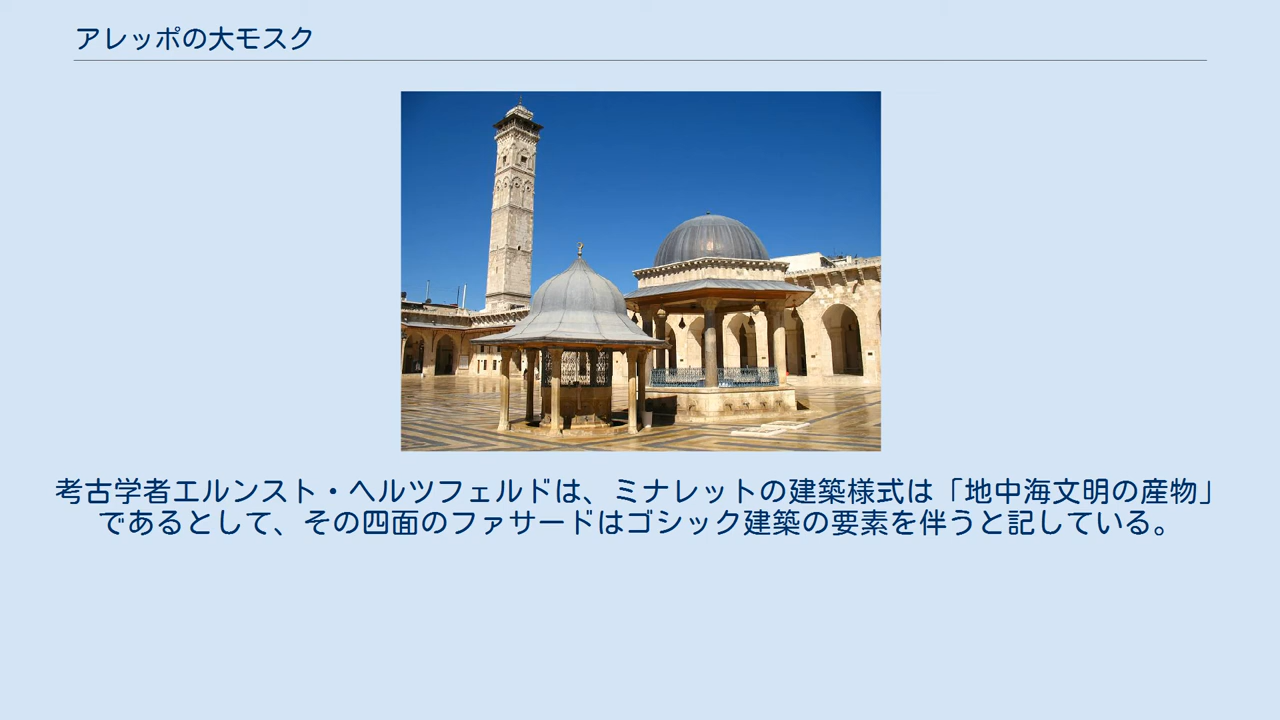 アレッポの大モスク
考古学者エルンスト・ヘルツフェルドは、ミナレットの建築様式は「地中海文明の産物」
であるとして、その四面のファサードはゴシック建築の要素を伴うと記している。